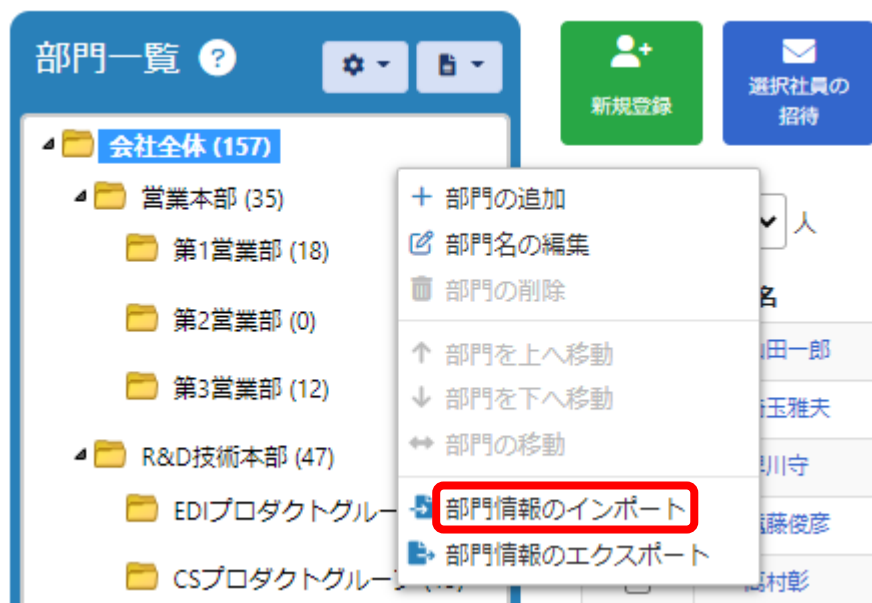 部門一覧 ?
新規登録
選択社員の
招待
会社全体 (157)
営業本部 (35)
第1営業部 (18)
第2営業部 (0)
第3営業部 (12)
R&D技術本部 (47)
EDIプロダクトグルー
CSプロダクトグルー
部門の追加
部門名の編集
部門の削除
部門を上へ移動
部門を下へ移動
部門の移動
部門情報のインポート
部門情報のエクスポート
人
名
田一郎
玉雅夫
川守
藤俊彦
村彰